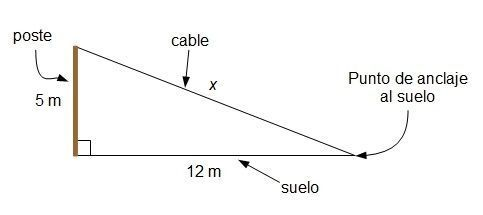 poste
cable
x
5 m
Punto de anclaje
al suelo
12 m
suelo